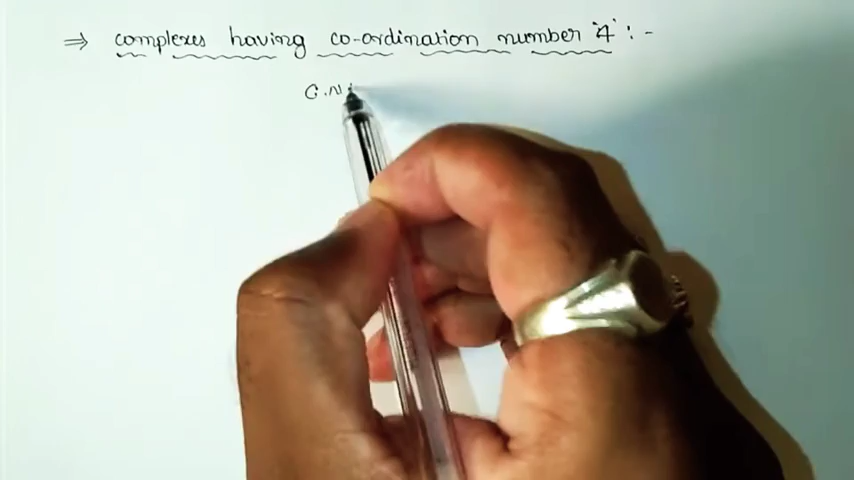 ⇒ complexes having co-ordination number '4' :-
C.N